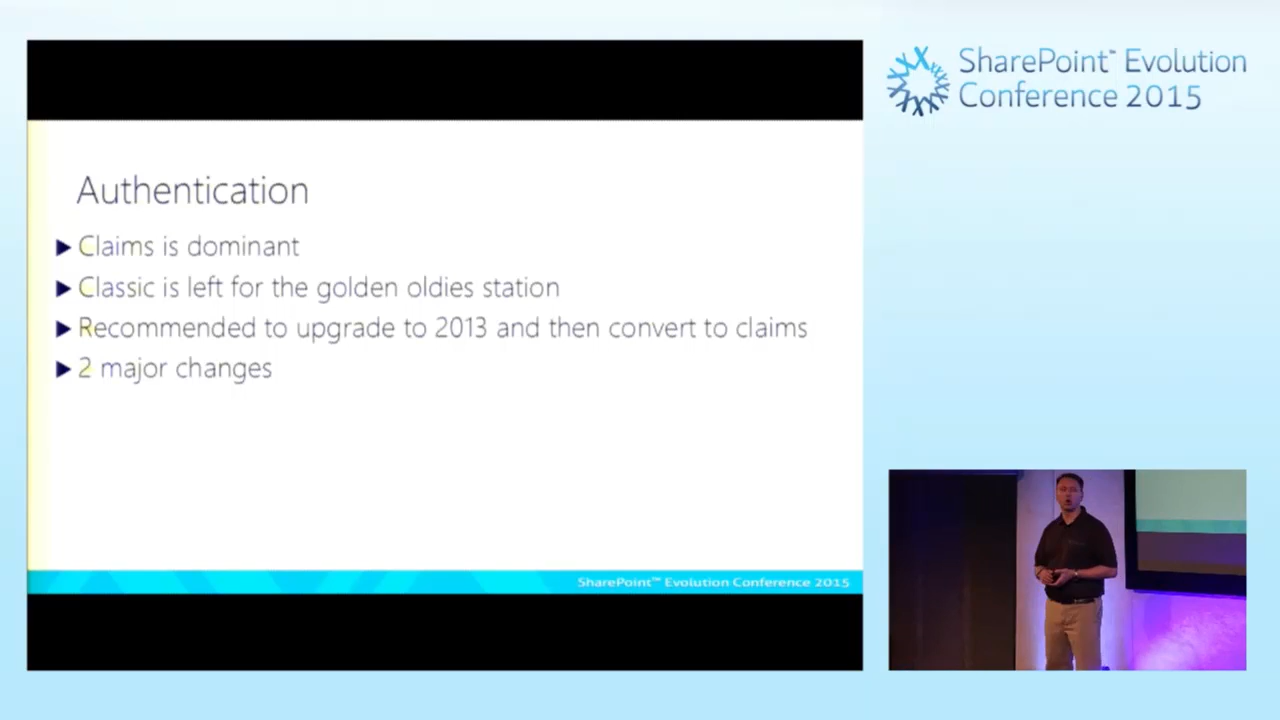 SharePoint™ Evolution
Conference 2015
Authentication
Claims is dominant
Classic is left for the golden oldies station
Recommended to upgrade to 2013 and then convert to claims
2 major changes
SharePoint™ Evolution Conference 2015